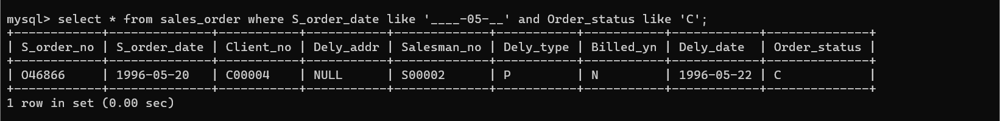 mysql> select * from sales_order where S_order_date like '____-05-__' and Order_status like 'C';
+------------+--------------+-----------+-----------+-------------+-----------+-----------+------------+--------------+
| S_order_no | S_order_date | Client_no | Dely_addr | Salesman_no | Dely_type | Billed_yn | Dely_date  | Order_status |
+------------+--------------+-----------+-----------+-------------+-----------+-----------+------------+--------------+
| O46866     | 1996-05-20   | C00004    | NULL      | S00002      | P         | N         | 1996-05-22 | C            |
+------------+--------------+-----------+-----------+-------------+-----------+-----------+------------+--------------+
1 row in set (0.00 sec)